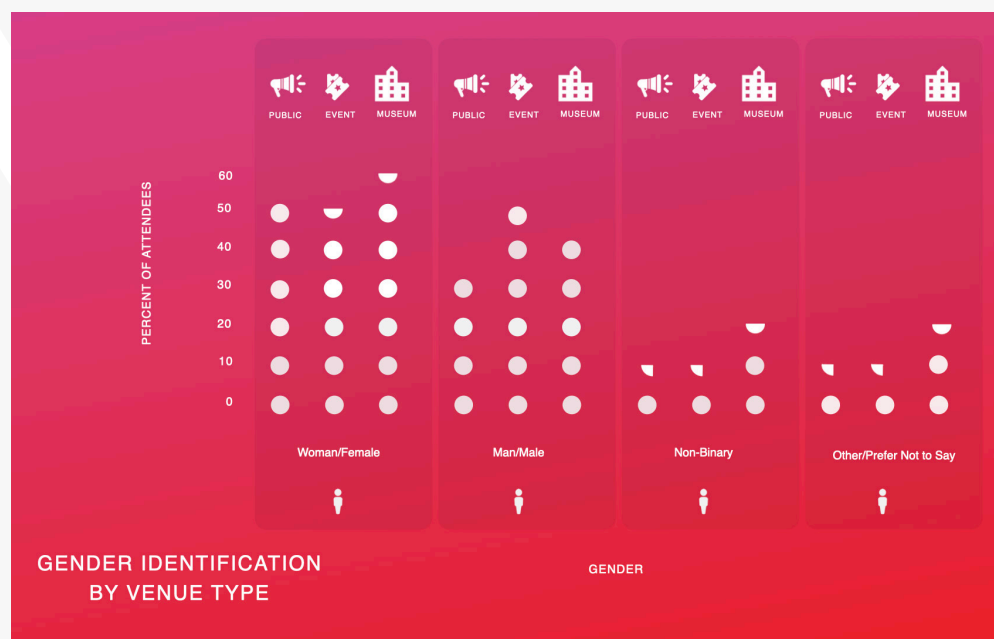 PUBLIC EVENT MUSEUM
PUBLIC EVENT MUSEUM
PUBLIC EVENT MUSEUM
PUBLIC EVENT MUSEUM
PERCENT OF ATTENDEES
60
50
40
30
20
10
0
Woman/Female
Man/Male
Non-Binary
Other/Prefer Not to Say
GENDER IDENTIFICATION
BY VENUE TYPE
GENDER